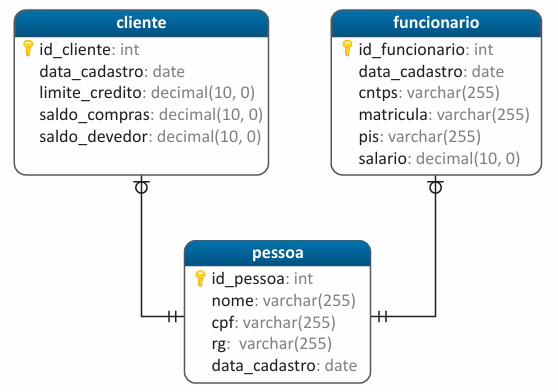 cliente
id_cliente: int
data_cadastro: date
limite_credito: decimal(10, 0)
saldo_compras: decimal(10, 0)
saldo_devedor: decimal(10, 0)
funcionario
id_funcionario: int
data_cadastro: date
cntps: varchar(255)
matricula: varchar(255)
pis: varchar(255)
salario: decimal(10, 0)
pessoa
id_pessoa: int
nome: varchar(255)
cpf: varchar(255)
rg: varchar(255)
data_cadastro: date